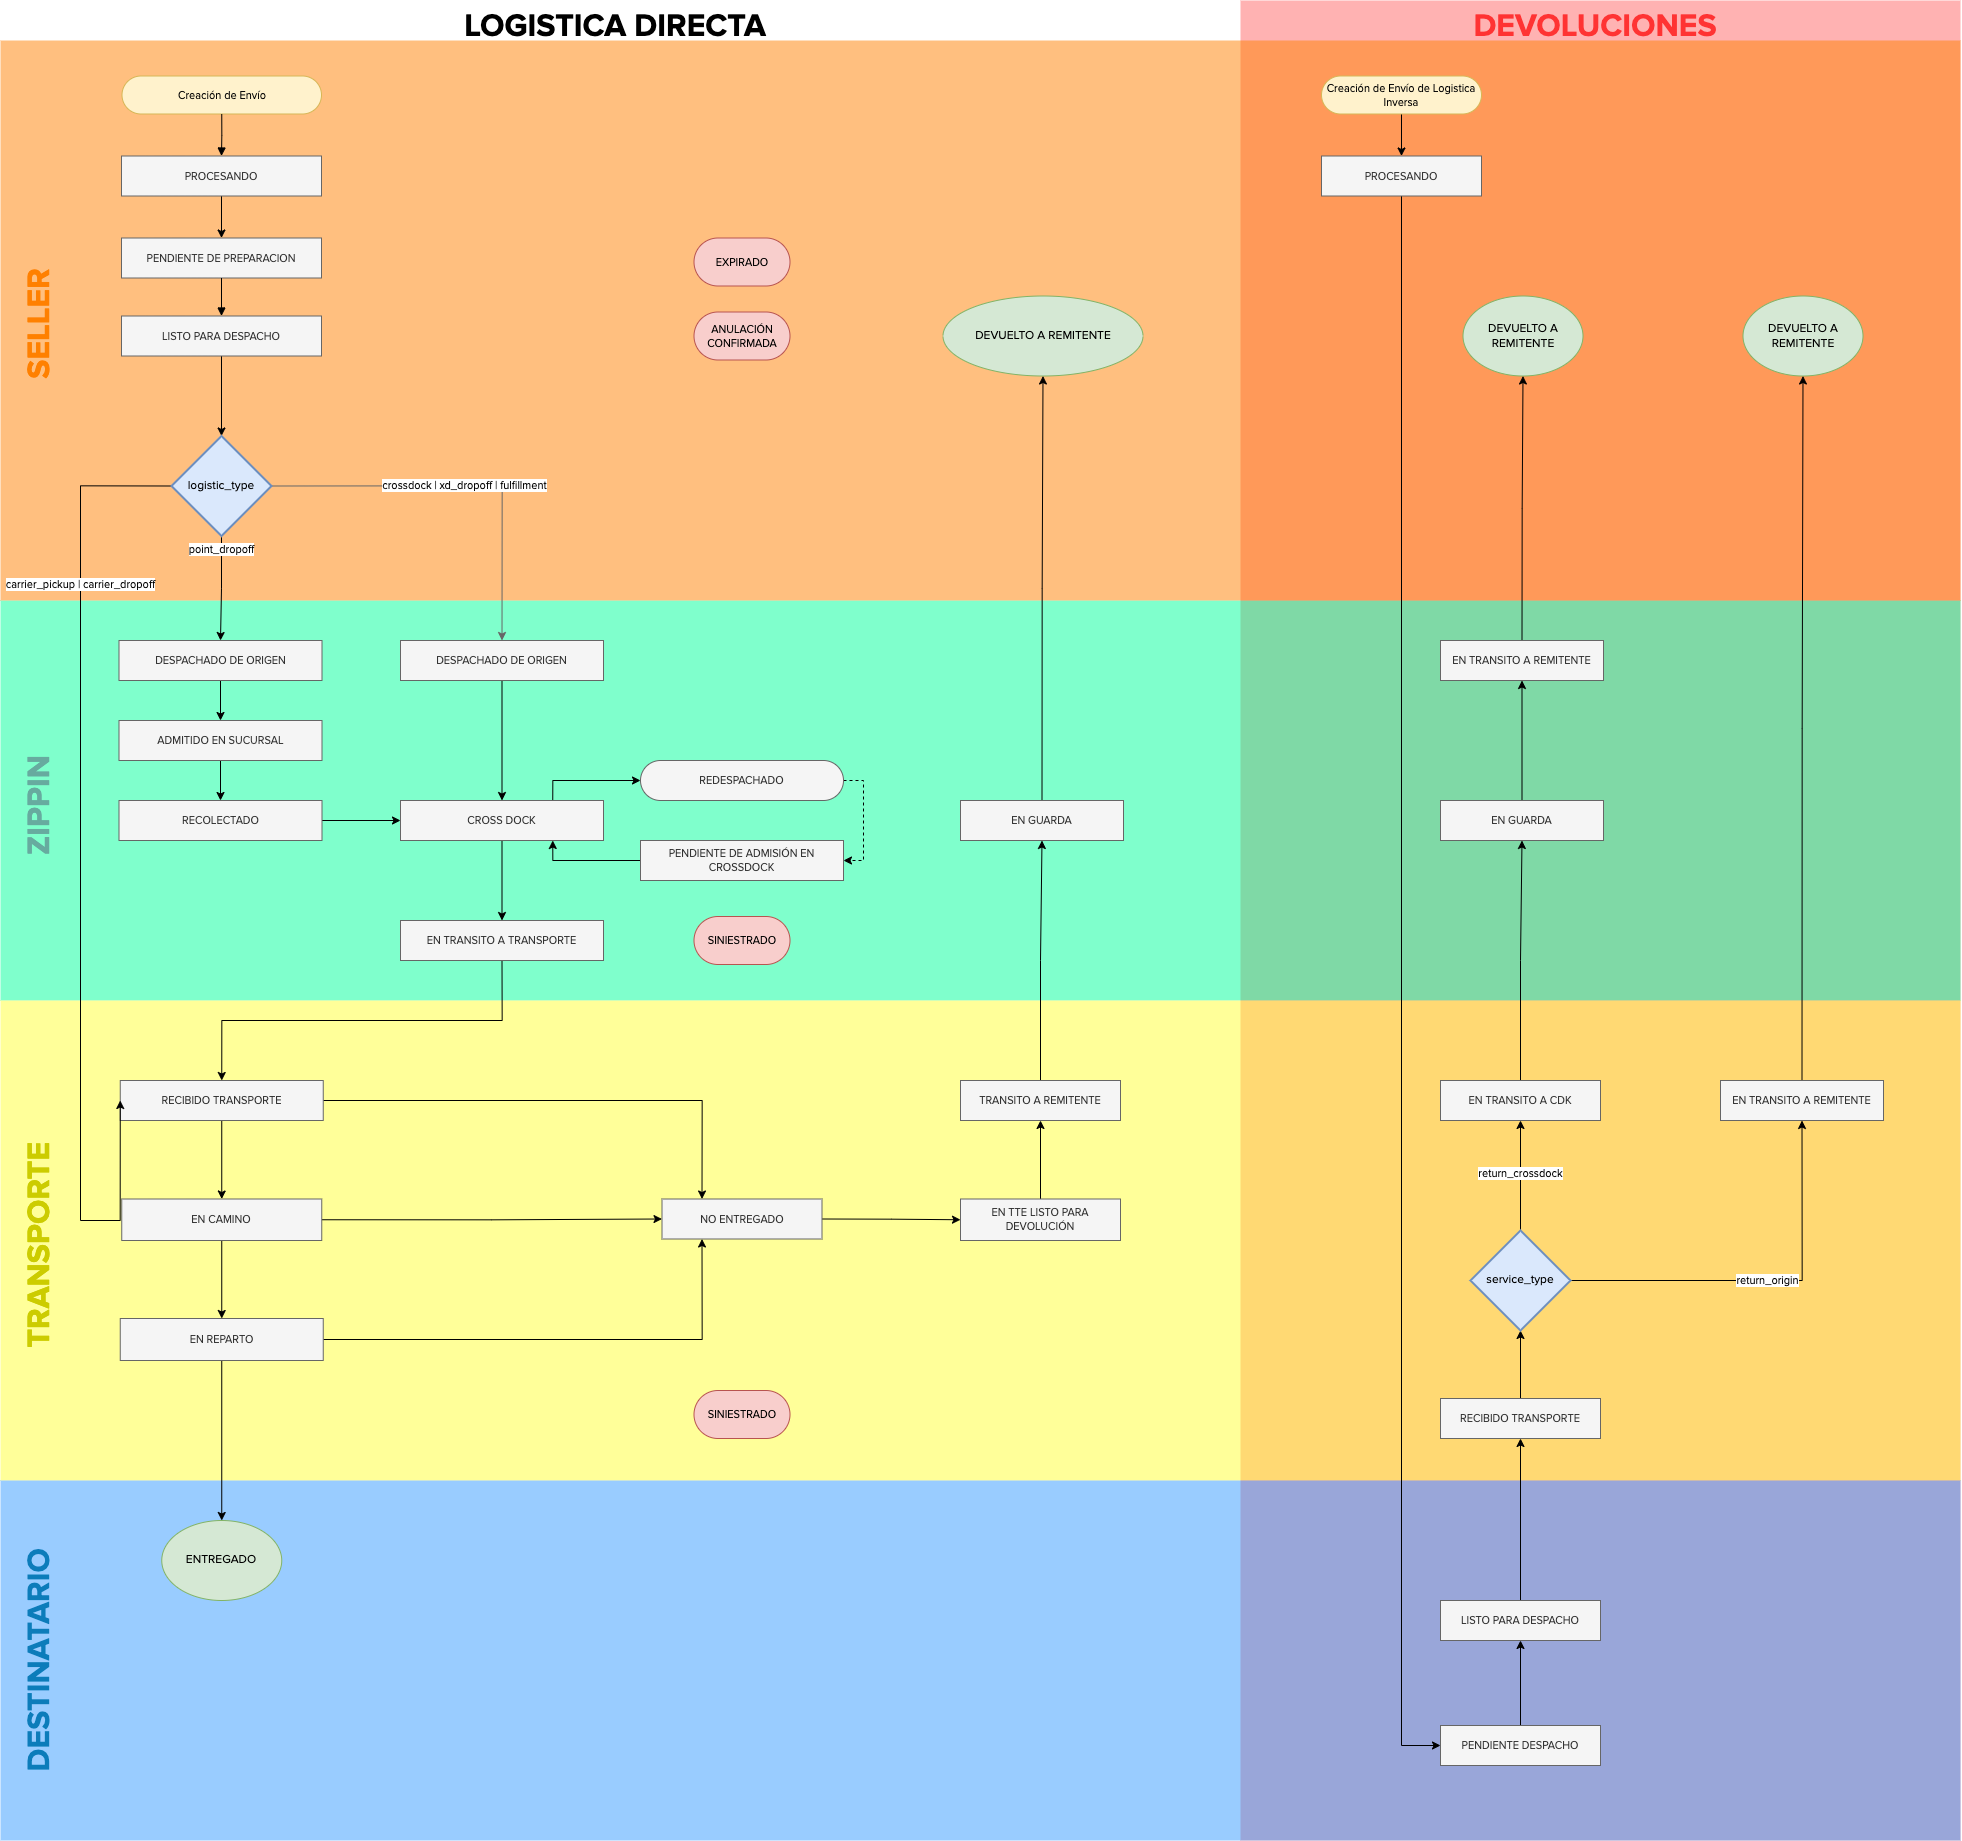 LOGISTICA DIRECTA
DEVOLUCIONES
SELLER
Creación de Envío
PROCESANDO
PENDIENTE DE PREPARACION
LISTO PARA DESPACHO
logistic_type
crossdock | xd_dropoff | fulfillment
point_dropoff
carrier_pickup | carrier_dropoff
EXPIRADO
ANULACIÓN
CONFIRMADA
DEVUELTO A REMITENTE
Creación de Envío de Logistica
Inversa
PROCESANDO
DEVUELTO A
REMITENTE
DEVUELTO A
REMITENTE
ZIPPIN
DESPACHADO DE ORIGEN
DESPACHADO DE ORIGEN
ADMITIDO EN SUCURSAL
RECOLECTADO
CROSS DOCK
REDESPACHADO
PENDIENTE DE ADMISIÓN EN
CROSSDOCK
EN TRANSITO A TRANSPORTE
SINIESTRADO
EN GUARDA
EN TRANSITO A REMITENTE
EN GUARDA
TRANSPORTE
RECIBIDO TRANSPORTE
EN CAMINO
EN REPARTO
NO ENTREGADO
SINIESTRADO
TRANSITO A REMITENTE
EN TTE LISTO PARA
DEVOLUCIÓN
EN TRANSITO A CDK
EN TRANSITO A REMITENTE
return_crossdock
service_type
return_origin
RECIBIDO TRANSPORTE
DESTINATARIO
ENTREGADO
LISTO PARA DESPACHO
PENDIENTE DESPACHO